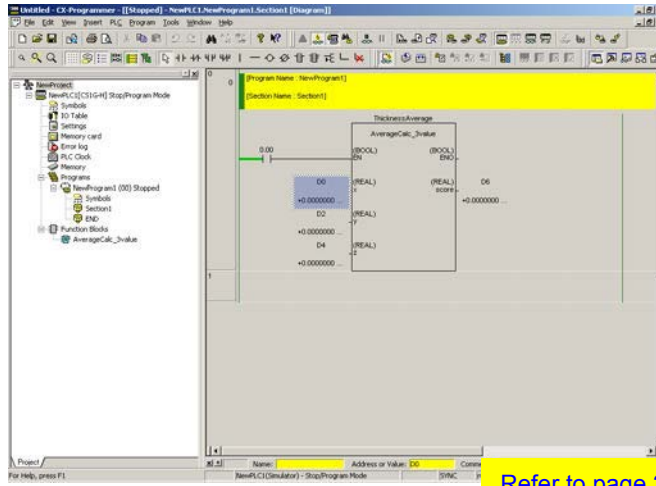 Untitled - CX-Programmer - [[Stopped] - NewPLC1.NewProgram1.Section1 [Diagram]]
File Edit View Insert PLC Program Tools Window Help
NewProject
NewPLC1[CS1G-H] Stop/Program Mode
Symbols
IO Table
Settings
Memory card
Error log
PLC Clock
Memory
Programs
NewProgram1 (00) Stopped
Symbols
Section1
END
Function Blocks
AverageCalc_3value
Project
0
0
[Program Name : NewProgram1]
[Section Name : Section1]
ThicknessAverage
AverageCalc_3value
0.00
(BOOL) (BOOL)
EN ENO
D0 (REAL) (REAL) D6
x score
+0.0000000 ... +0.0000000 ...
D2 (REAL)
y
+0.0000000 ...
D4 (REAL)
z
+0.0000000 ...
1
Name: Address or Value: D0
For Help, press F1 NewPLC1(Simulator) - Stop/Program Mode SYNC
Refer to page